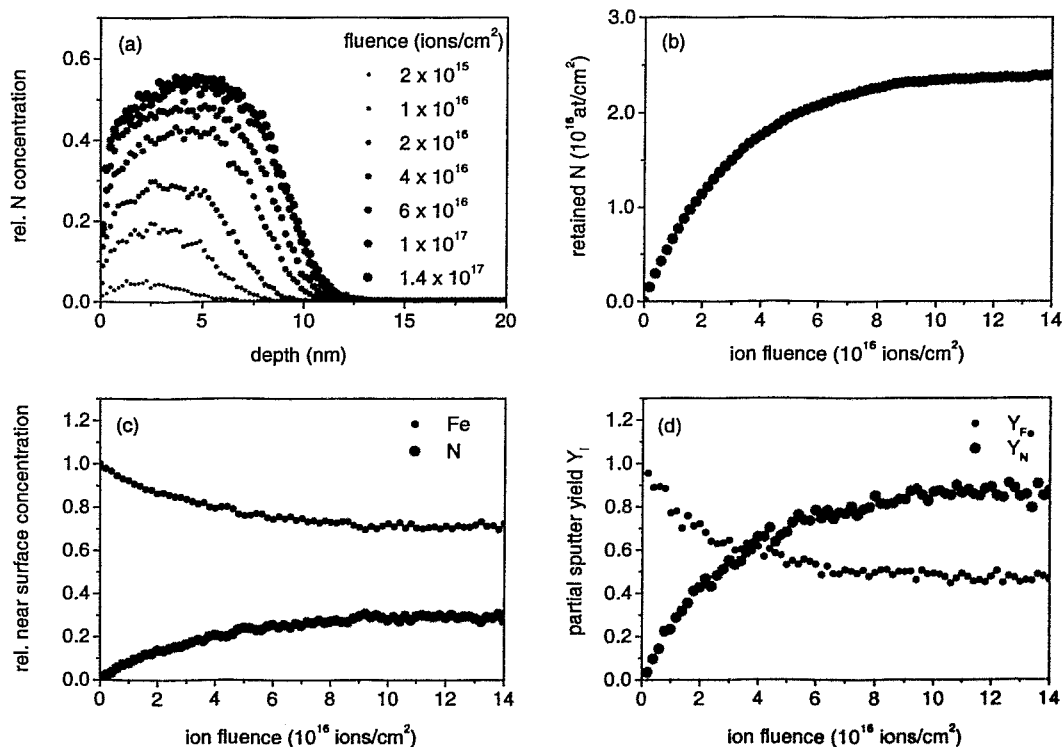 (a)
fluence (ions/cm²)
2 x 10¹⁵
1 x 10¹⁶
2 x 10¹⁶
4 x 10¹⁶
6 x 10¹⁶
1 x 10¹⁷
1.4 x 10¹⁷
rel. N concentration
0.6
0.4
0.2
0.0
0 5 10 15 20
depth (nm)
(b)
retained N (10¹⁶ at/cm²)
3.0
2.0
1.0
0.0
0 2 4 6 8 10 12 14
ion fluence (10¹⁶ ions/cm²)
(c)
Fe
N
rel. near surface concentration
1.2
1.0
0.8
0.6
0.4
0.2
0.0
0 2 4 6 8 10 12 14
ion fluence (10¹⁶ ions/cm²)
(d)
Y_Fe
Y_N
partial sputter yield Y_i
1.2
1.0
0.8
0.6
0.4
0.2
0.0
0 2 4 6 8 10 12 14
ion fluence (10¹⁶ ions/cm²)